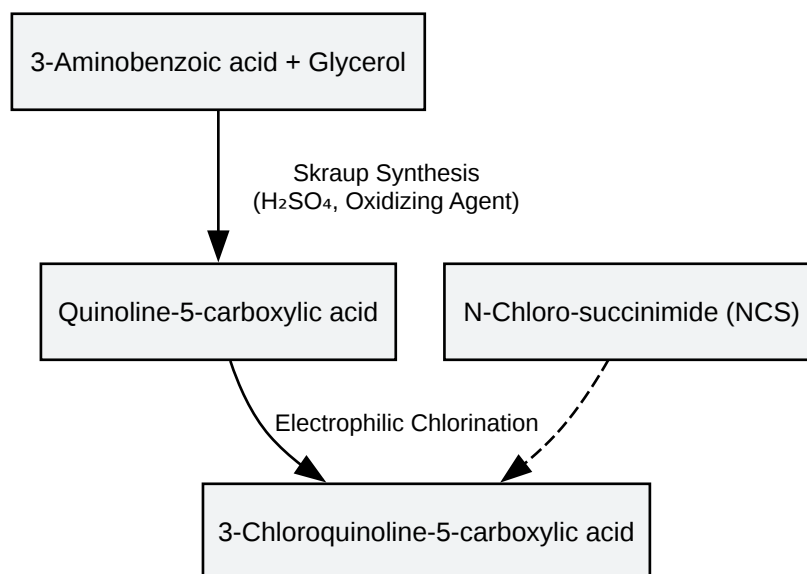 3-Aminobenzoic acid + Glycerol
Skraup Synthesis
(H₂SO₄, Oxidizing Agent)
Quinoline-5-carboxylic acid
N-Chloro-succinimide (NCS)
Electrophilic Chlorination
3-Chloroquinoline-5-carboxylic acid